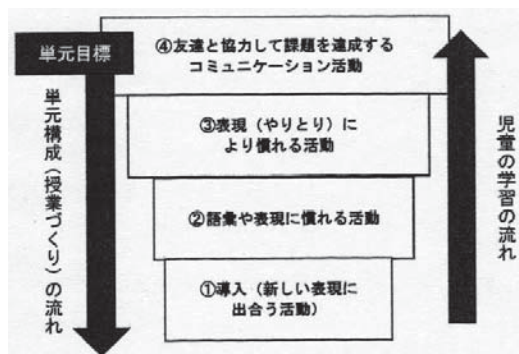 単元目標
④友達と協力して課題を達成する
コミュニケーション活動
③表現（やりとり）に
より慣れる活動
②語彙や表現に慣れる活動
①導入（新しい表現に
出合う活動）
単元構成（授業づくり）の流れ
児童の学習の流れ